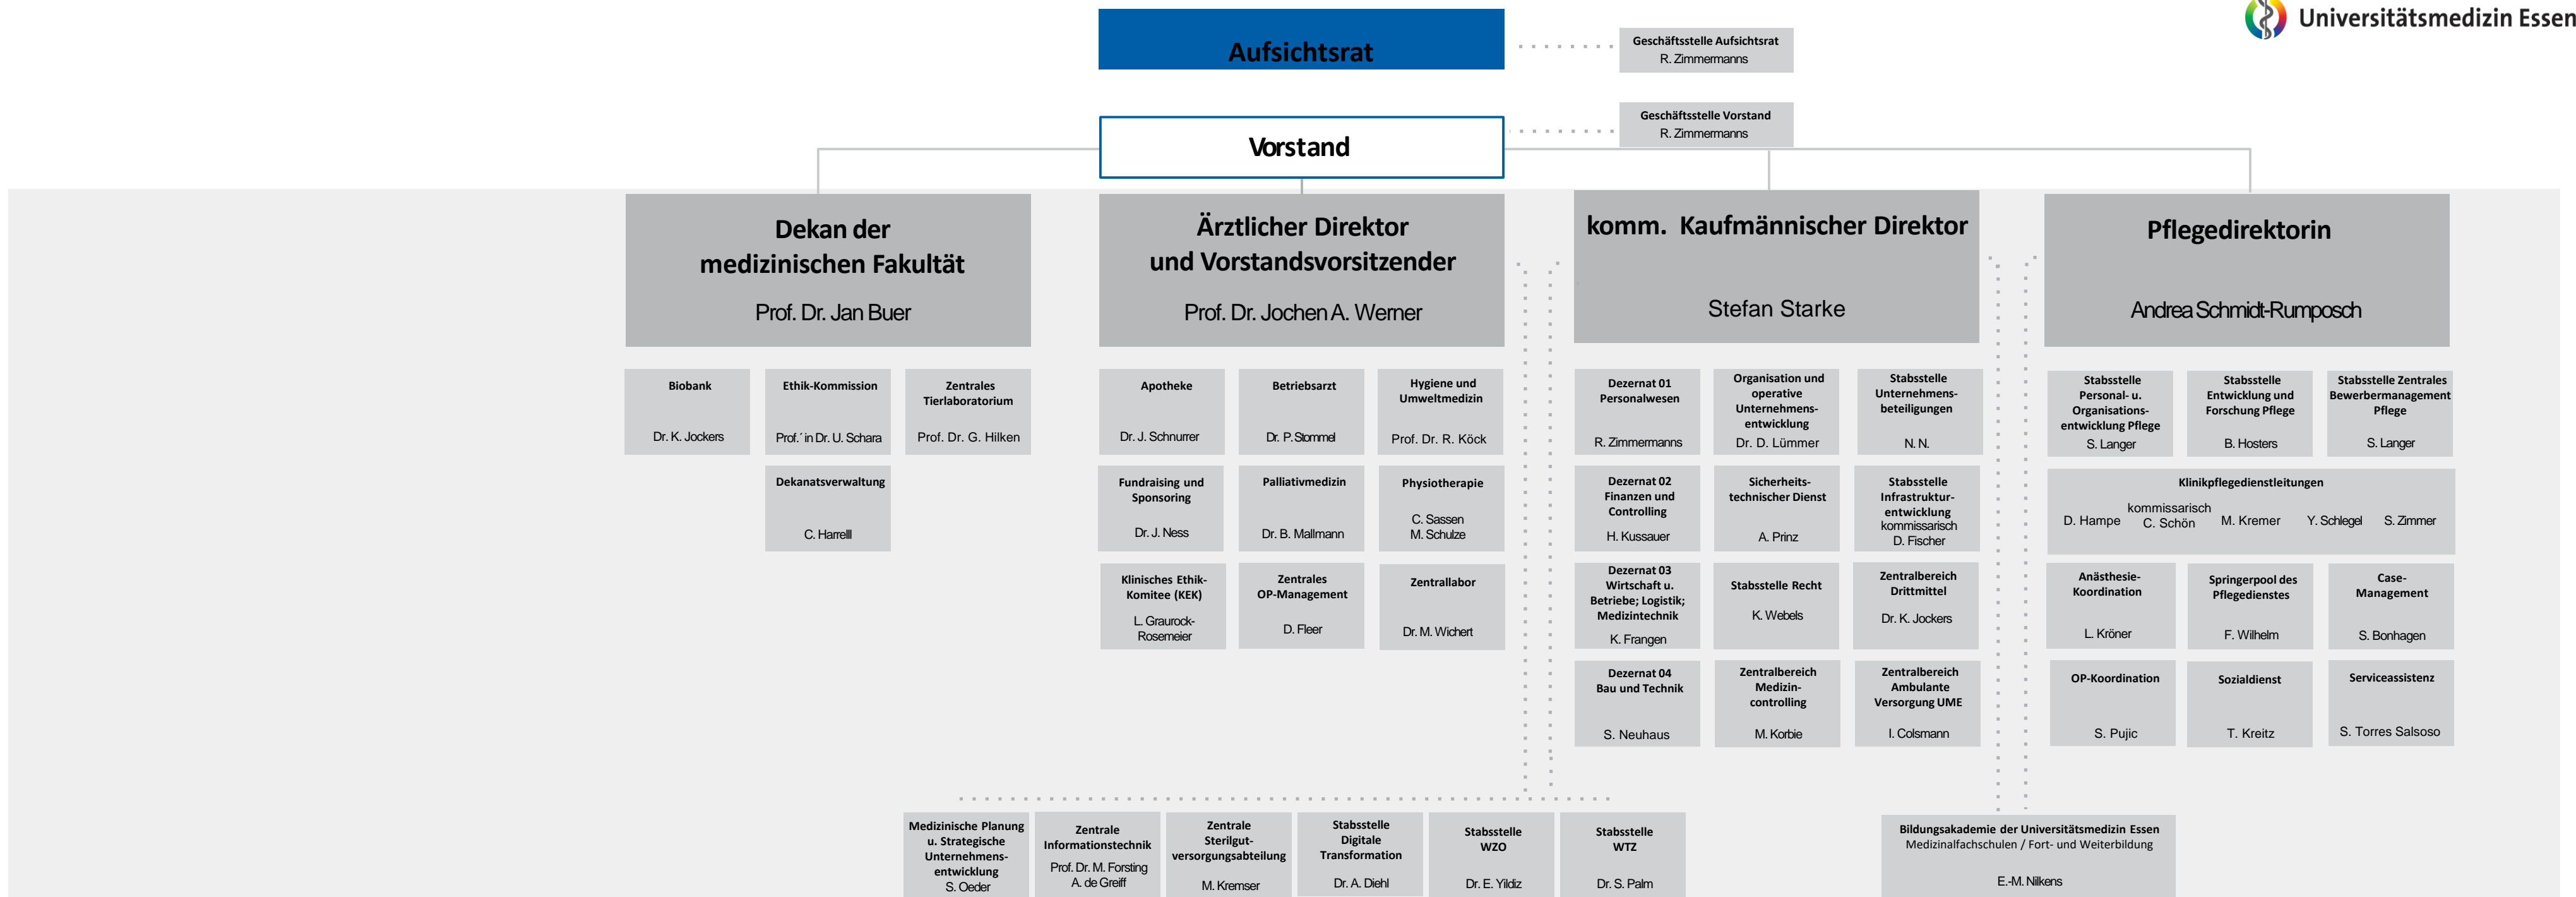 Universitätsmedizin Essen
Aufsichtsrat
Geschäftsstelle Aufsichtsrat
R. Zimmermanns
Geschäftsstelle Vorstand
R. Zimmermanns
Vorstand
Dekan der
medizinischen Fakultät
Prof. Dr. Jan Buer
Ärztlicher Direktor
und Vorstandsvorsitzender
Prof. Dr. Jochen A. Werner
komm. Kaufmännischer Direktor
Stefan Starke
Pflegedirektorin
Andrea Schmidt-Rumposch
Biobank
Dr. K. Jockers
Ethik-Kommission
Prof.´in Dr. U. Schara
Zentrales
Tierlaboratorium
Prof. Dr. G. Hilken
Dekanatsverwaltung
C. Harrelll
Apotheke
Dr. J. Schnurrer
Betriebsarzt
Dr. P. Stommel
Hygiene und
Umweltmedizin
Prof. Dr. R. Köck
Fundraising und
Sponsoring
Dr. J. Ness
Palliativmedizin
Dr. B. Mallmann
Physiotherapie
C. Sassen
M. Schulze
Klinisches Ethik-
Komitee (KEK)
L. Graurock-
Rosemeier
Zentrales
OP-Management
D. Fleer
Zentrallabor
Dr. M. Wichert
Dezernat 01
Personalwesen
R. Zimmermanns
Organisation und
operative
Unternehmens-
entwicklung
Dr. D. Lümmer
Stabsstelle
Unternehmens-
beteiligungen
N. N.
Dezernat 02
Finanzen und
Controlling
H. Kussauer
Sicherheits-
technischer Dienst
A. Prinz
Stabsstelle
Infrastruktur-
entwicklung
kommissarisch
D. Fischer
Dezernat 03
Wirtschaft u.
Betriebe; Logistik;
Medizintechnik
K. Frangen
Stabsstelle Recht
K. Webels
Zentralbereich
Drittmittel
Dr. K. Jockers
Dezernat 04
Bau und Technik
S. Neuhaus
Zentralbereich
Medizin-
controlling
M. Korbie
Zentralbereich
Ambulante
Versorgung UME
I. Colsmann
Stabsstelle
Personal- u.
Organisations-
entwicklung Pflege
S. Langer
Stabsstelle
Entwicklung und
Forschung Pflege
B. Hosters
Stabsstelle Zentrales
Bewerbermanagement
Pflege
S. Langer
Klinikpflegedienstleitungen
D. Hampe
kommissarisch
C. Schön
M. Kremer
Y. Schlegel
S. Zimmer
Anästhesie-
Koordination
L. Kröner
Springerpool des
Pflegedienstes
F. Wilhelm
Case-
Management
S. Bonhagen
OP-Koordination
S. Pujic
Sozialdienst
T. Kreitz
Serviceassistenz
S. Torres Salsoso
Medizinische Planung
u. Strategische
Unternehmens-
entwicklung
S. Oeder
Zentrale
Informationstechnik
Prof. Dr. M. Forsting
A. de Greiff
Zentrale
Sterilgut-
versorgungsabteilung
M. Kremser
Stabsstelle
Digitale
Transformation
Dr. A. Diehl
Stabsstelle
WZO
Dr. E. Yildiz
Stabsstelle
WTZ
Dr. S. Palm
Bildungsakademie der Universitätsmedizin Essen
Medizinalfachschulen / Fort- und Weiterbildung
E.-M. Nilkens